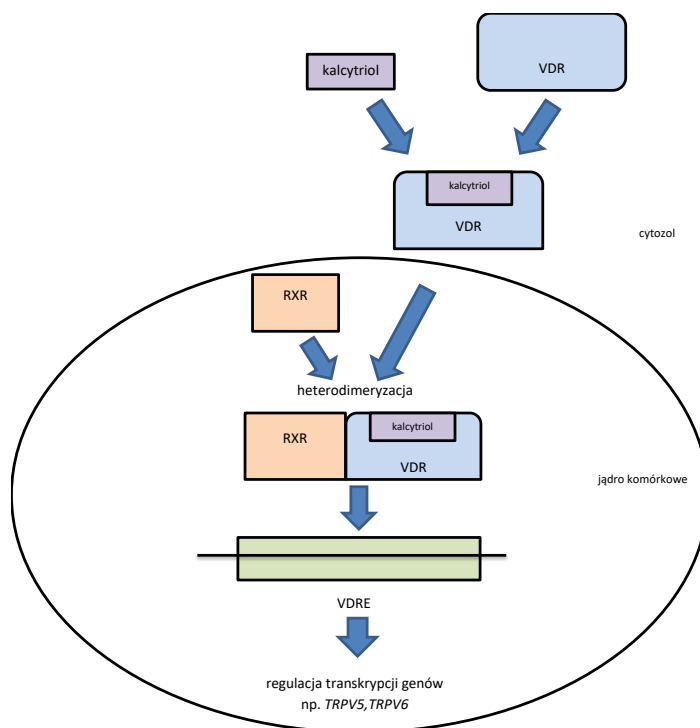 kalcytriol
VDR
kalcytriol
VDR
cytozol
RXR
heterodimeryzacja
RXR
kalcytriol
VDR
jądro komórkowe
VDRE
regulacja transkrypcji genów
np. TRPV5,TRPV6